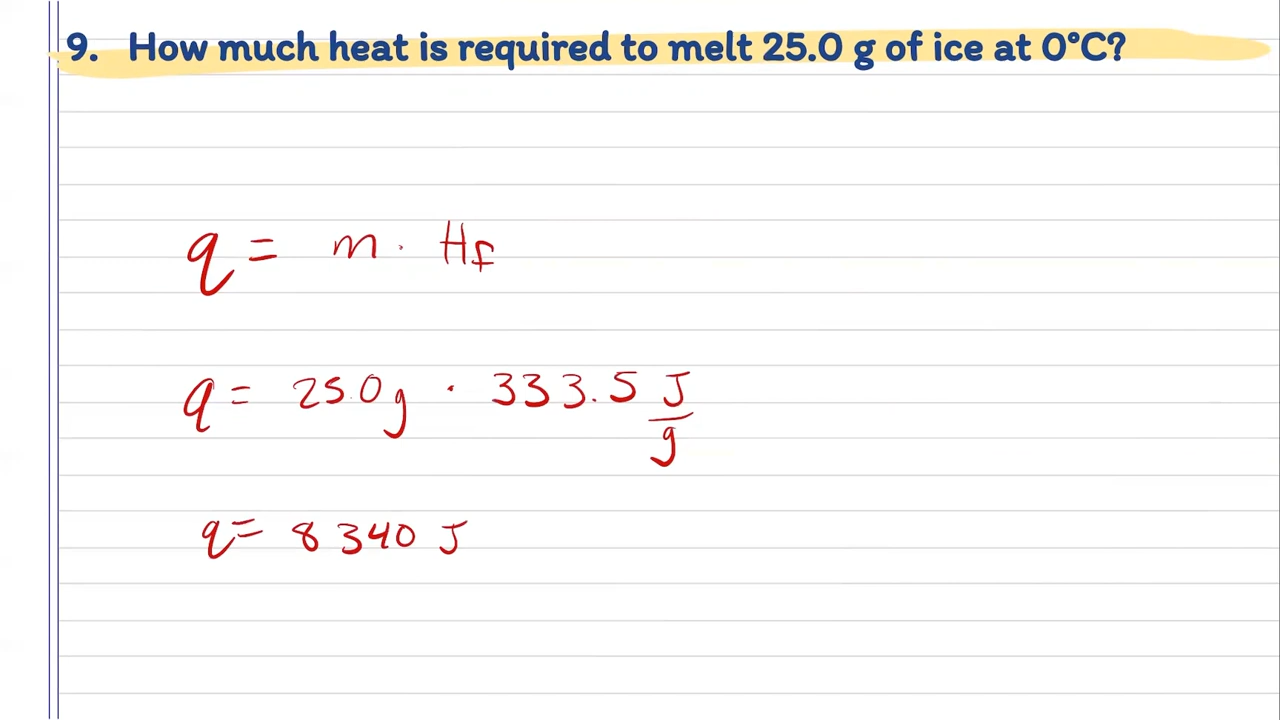 9. How much heat is required to melt 25.0 g of ice at 0°C?
q = m · Hf
q = 25.0g · 333.5 J/g
q = 8340 J